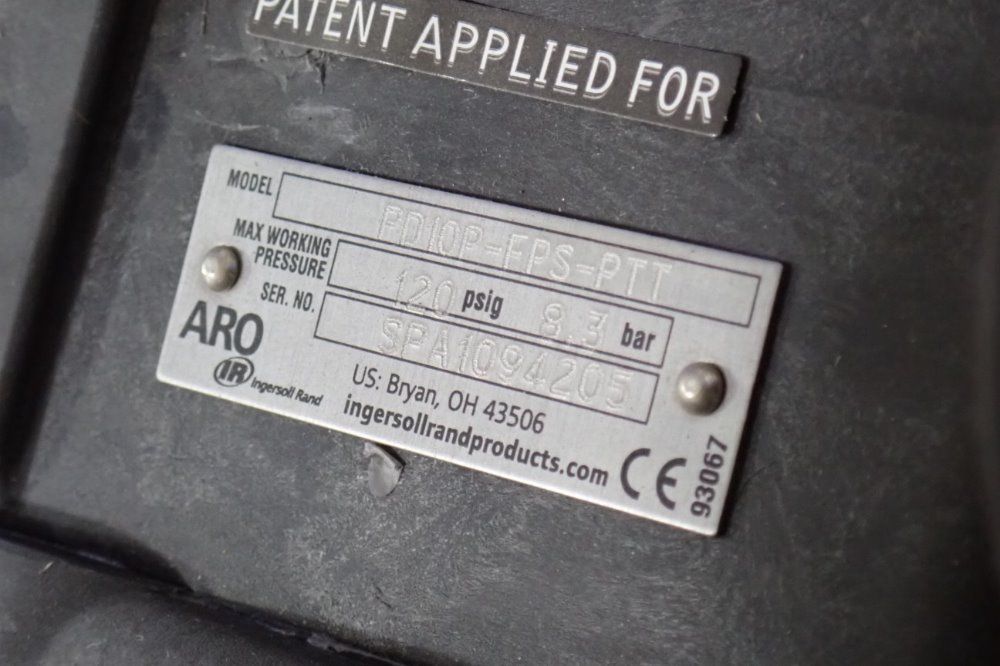 PATENT APPLIED FOR
MODEL PD10P-FPS-PTT
MAX WORKING PRESSURE 120 psig 8.3 bar
SER. NO. SPA1094205
ARO
IR Ingersoll Rand
US: Bryan, OH 43506
ingersollrandproducts.com
CE
93067